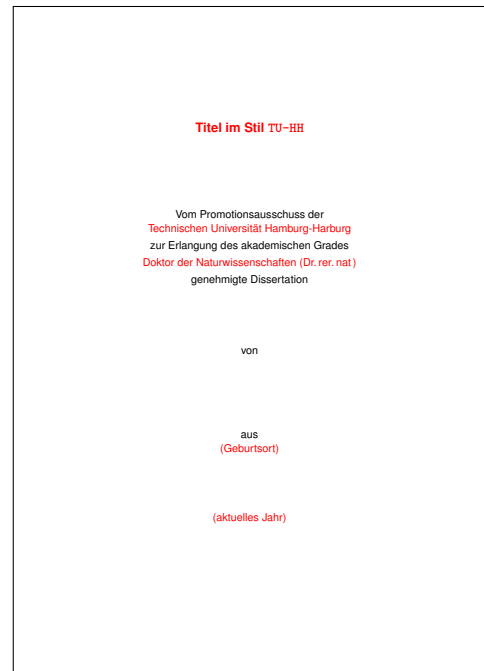 Titel im Stil TU-HH
Vom Promotionsausschuss der
Technischen Universität Hamburg-Harburg
zur Erlangung des akademischen Grades
Doktor der Naturwissenschaften (Dr. rer. nat )
genehmigte Dissertation
von
aus
(Geburtsort)
(aktuelles Jahr)